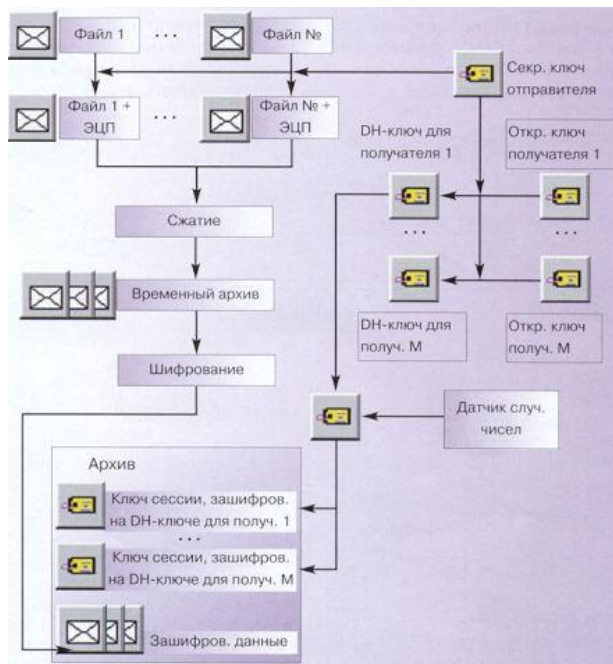 Файл 1
. . .
Файл №
Секр. ключ
отправителя
Файл 1 +
ЭЦП
. . .
Файл № +
ЭЦП
DH-ключ для
получателя 1
Откр. ключ
получателя 1
Сжатие
. . .
. . .
Временный архив
DH-ключ для
получ. М
Откр. ключ
получ. М
Шифрование
Датчик случ.
чисел
Архив
Ключ сессии, зашифров.
на DH-ключе для получ. 1
. . .
Ключ сессии, зашифров.
на DH-ключе для получ. М
Зашифров. данные